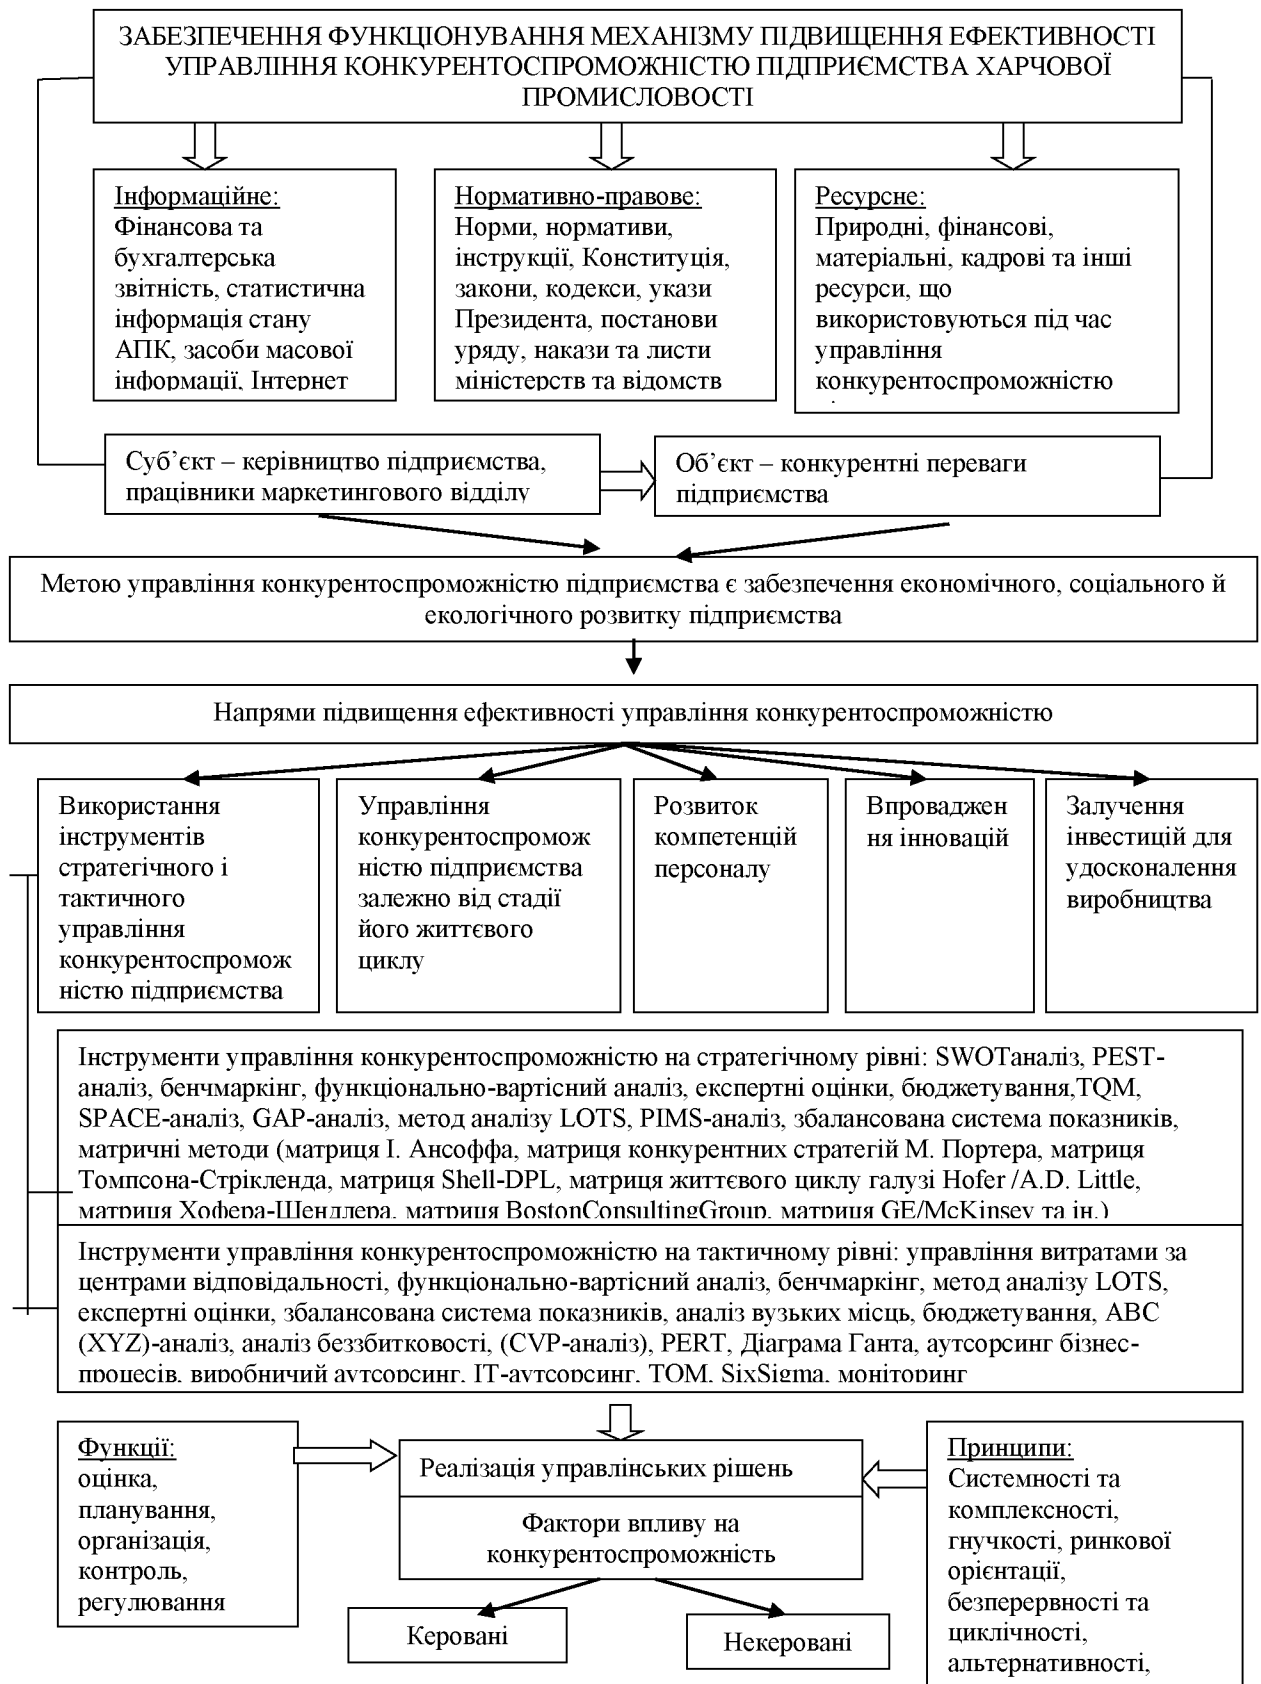 ЗАБЕЗПЕЧЕННЯ ФУНКЦІОНУВАННЯ МЕХАНІЗМУ ПІДВИЩЕННЯ ЕФЕКТИВНОСТІ
УПРАВЛІННЯ КОНКУРЕНТОСПРОМОЖНІСТЮ ПІДПРИЄМСТВА ХАРЧОВОЇ
ПРОМИСЛОВОСТІ
Інформаційне:
Фінансова та
бухгалтерська
звітність, статистична
інформація стану
АПК, засоби масової
інформації, Інтернет
Нормативно-правове:
Норми, нормативи,
інструкції, Конституція,
закони, кодекси, укази
Президента, постанови
уряду, накази та листи
міністерств та відомств
Ресурсне:
Природні, фінансові,
матеріальні, кадрові та інші
ресурси, що
використовуються під час
управління
конкурентоспроможністю
Суб’єкт – керівництво підприємства,
працівники маркетингового відділу
Об’єкт – конкурентні переваги
підприємства
Метою управління конкурентоспроможністю підприємства є забезпечення економічного, соціального й
екологічного розвитку підприємства
Напрями підвищення ефективності управління конкурентоспроможністю
Використання
інструментів
стратегічного і
тактичного
управління
конкурентоспромож
ністю підприємства
Управління
конкурентоспромож
ністю підприємства
залежно від стадії
його життєвого
циклу
Розвиток
компетенцій
персоналу
Впроваджен
ня інновацій
Залучення
інвестицій для
удосконалення
виробництва
Інструменти управління конкурентоспроможністю на стратегічному рівні: SWOTаналіз, PEST-
аналіз, бенчмаркінг, функціонально-вартісний аналіз, експертні оцінки, бюджетування,TQM,
SPACE-аналіз, GAP-аналіз, метод аналізу LOTS, PIMS-аналіз, збалансована система показників,
матричні методи (матриця І. Ансоффа, матриця конкурентних стратегій М. Портера, матриця
Томпсона-Стрікленда, матриця Shell-DPL, матриця життєвого циклу галузі Hofer /A.D. Little,
матриця Хофера-Шендлера, матриця BostonConsultingGroup, матриця GE/McKinsey та ін.)
Інструменти управління конкурентоспроможністю на тактичному рівні: управління витратами за
центрами відповідальності, функціонально-вартісний аналіз, бенчмаркінг, метод аналізу LOTS,
експертні оцінки, збалансована система показників, аналіз вузьких місць, бюджетування, ABC
(XYZ)-аналіз, аналіз беззбитковості, (CVP-аналіз), PERT, Діаграма Ганта, аутсорсинг бізнес-
процесів, виробничий аутсорсинг, ІТ-аутсорсинг, ТОМ, SixSigma, моніторинг
Функції:
оцінка,
планування,
організація,
контроль,
регулювання
Реалізація управлінських рішень
Фактори впливу на
конкурентоспроможність
Керовані
Некеровані
Принципи:
Системності та
комплексності,
гнучкості, ринкової
орієнтації,
безперервності та
циклічності,
альтернативності,